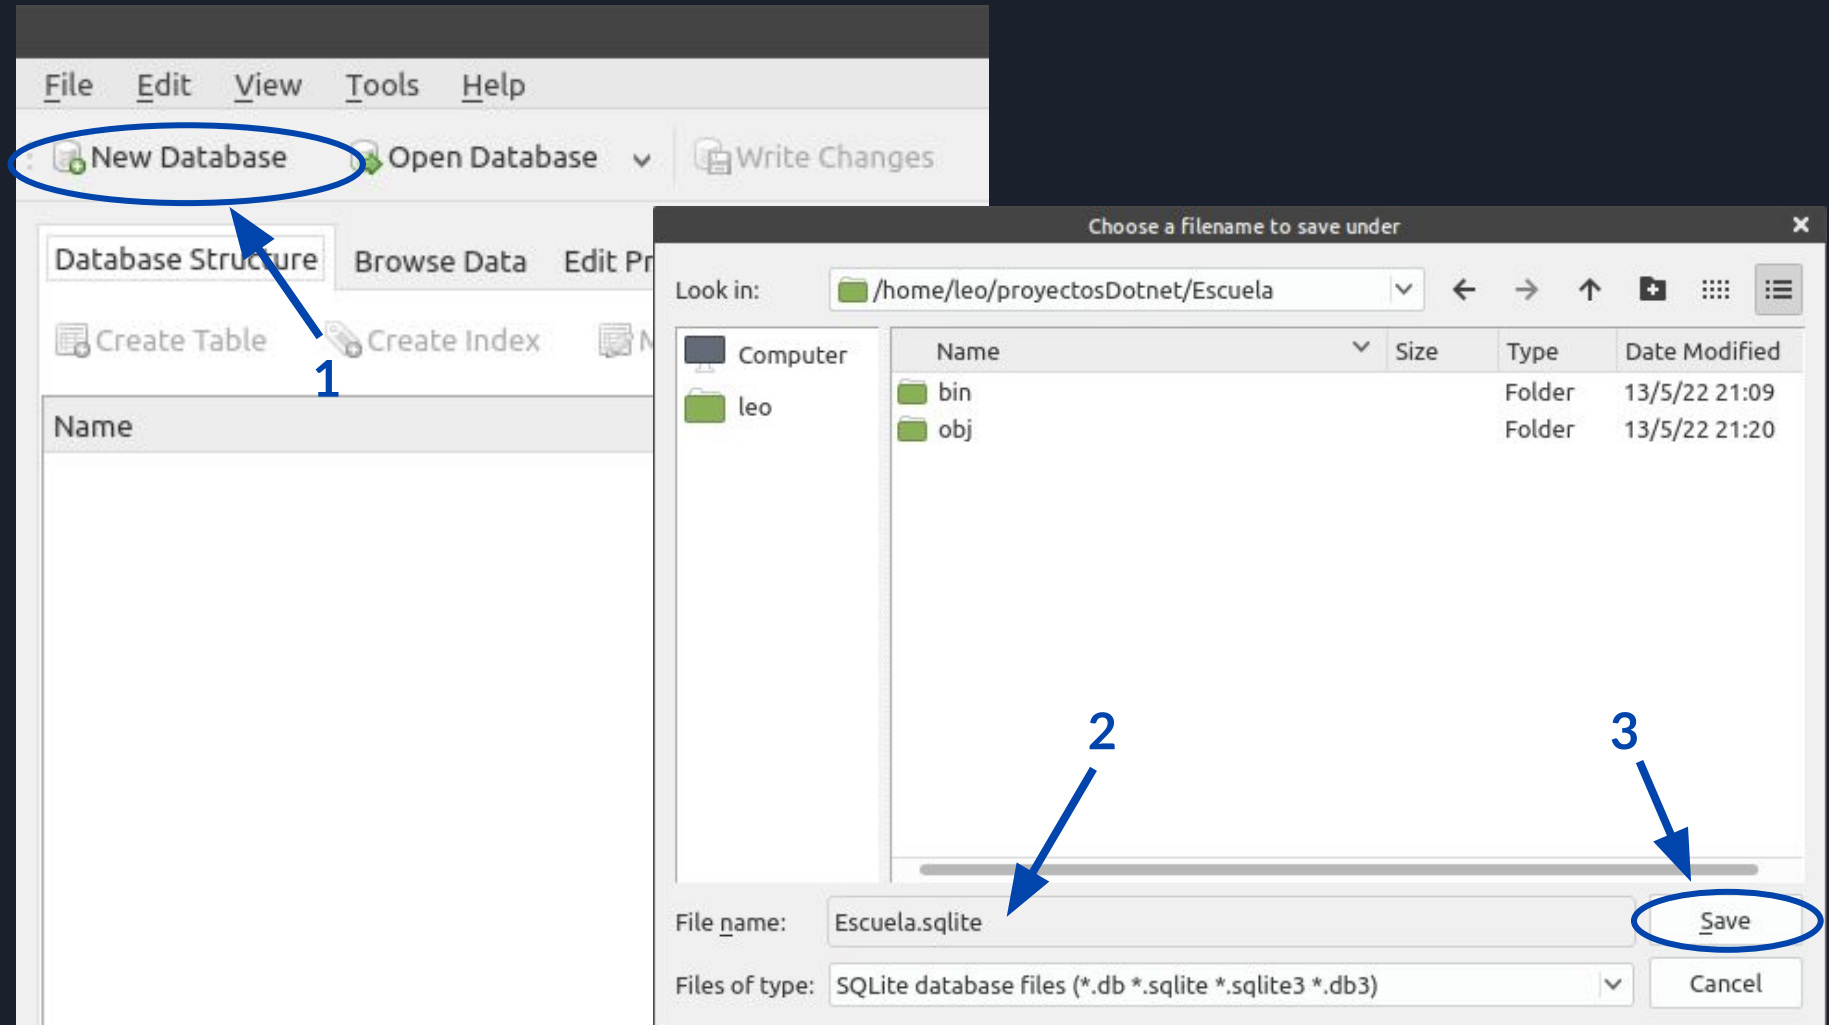 File Edit View Tools Help
New Database Open Database Write Changes
Database Structure Browse Data Edit Pr
Create Table Create Index M
1
Name
Choose a filename to save under
Look in: /home/leo/proyectosDotnet/Escuela
Computer
leo
Name Size Type Date Modified
bin Folder 13/5/22 21:09
obj Folder 13/5/22 21:20
2
3
File name: Escuela.sqlite Save
Files of type: SQLite database files (*.db *.sqlite *.sqlite3 *.db3) Cancel